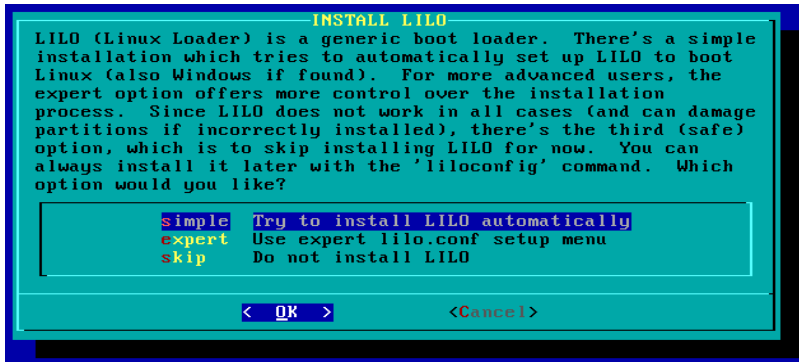 INSTALL LILO
LILO (Linux Loader) is a generic boot loader.  There's a simple
installation which tries to automatically set up LILO to boot
Linux (also Windows if found).  For more advanced users, the
expert option offers more control over the installation
process.  Since LILO does not work in all cases (and can damage
partitions if incorrectly installed), there's the third (safe)
option, which is to skip installing LILO for now.  You can
always install it later with the 'liloconfig' command.  Which
option would you like?
simple  Try to install LILO automatically
expert  Use expert lilo.conf setup menu
skip    Do not install LILO
<  OK  >    <Cancel>